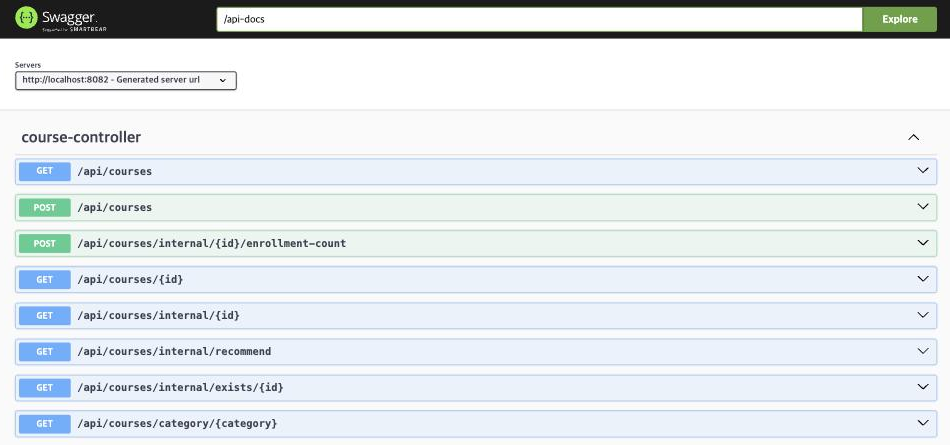 Swagger.
Supported by SMARTBEAR
/api-docs
Explore
Servers
http://localhost:8082 - Generated server url
course-controller
GET /api/courses
POST /api/courses
POST /api/courses/internal/{id}/enrollment-count
GET /api/courses/{id}
GET /api/courses/internal/{id}
GET /api/courses/internal/recommend
GET /api/courses/internal/exists/{id}
GET /api/courses/category/{category}